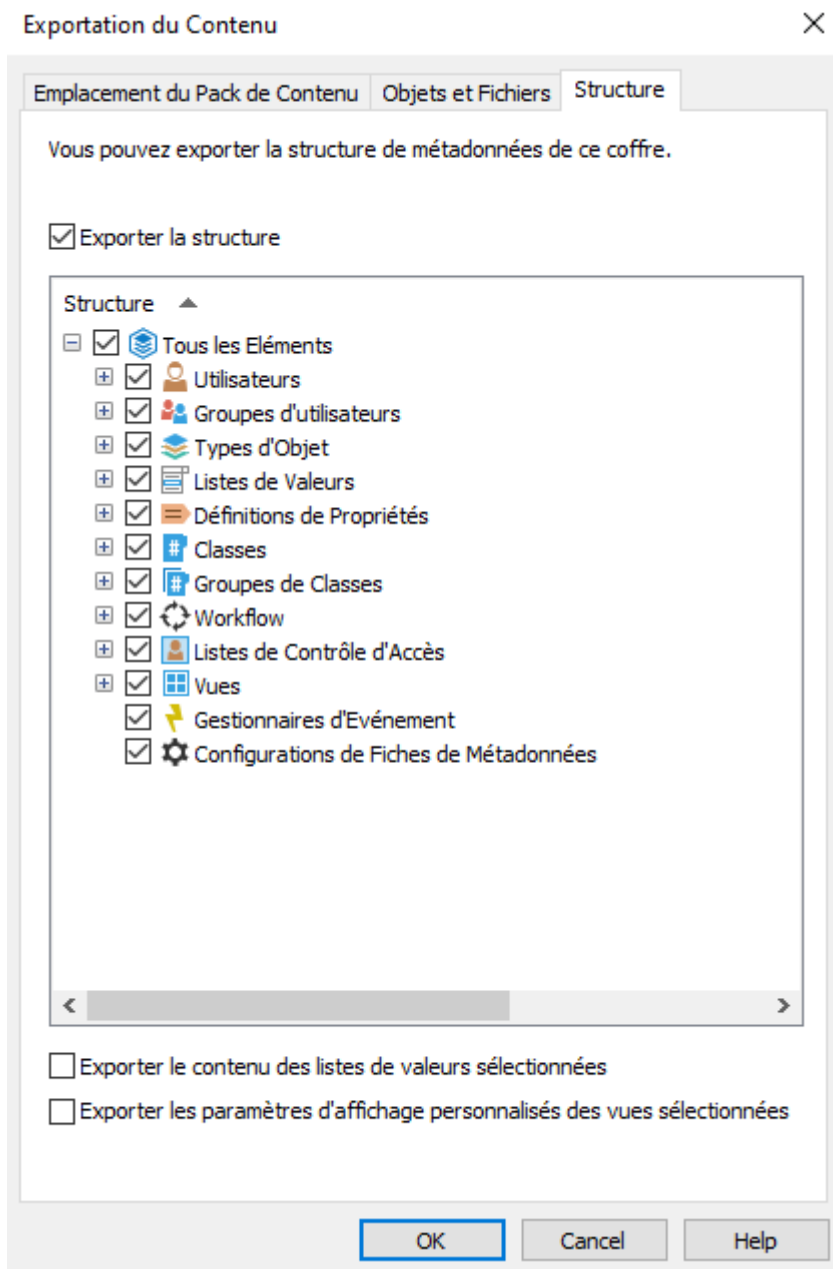 Exportation du Contenu
Emplacement du Pack de Contenu
Objets et Fichiers
Structure
Vous pouvez exporter la structure de métadonnées de ce coffre.
Exporter la structure
Structure
Tous les Eléments
Utilisateurs
Groupes d'utilisateurs
Types d'Objet
Listes de Valeurs
Définitions de Propriétés
Classes
Groupes de Classes
Workflow
Listes de Contrôle d'Accès
Vues
Gestionnaires d'Evénement
Configurations de Fiches de Métadonnées
Exporter le contenu des listes de valeurs sélectionnées
Exporter les paramètres d'affichage personnalisés des vues sélectionnées
OK
Cancel
Help